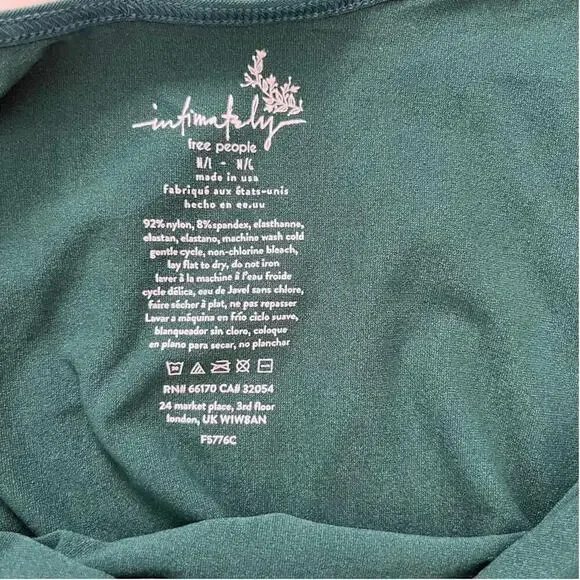 intimately
free people
M/L - M/G
made in usa
fabriqué aux états-unis
hecho en ee.uu
92% nylon, 8% spandex, elasthanne,
elastan, elastano, machine wash cold
gentle cycle, non-chlorine bleach,
lay flat to dry, do not iron
laver à la machine à l'eau froide
cycle délica, eau de Javel sans chlore,
faire sécher à plat, ne pas repasser
Lavar a máquina en Frío ciclo suave,
blanqueador sin cloro, coloque
en plano para secar, no planchar
RN# 66170 CA# 32054
24 market place, 3rd floor
london, UK W1W8AN
F5776C